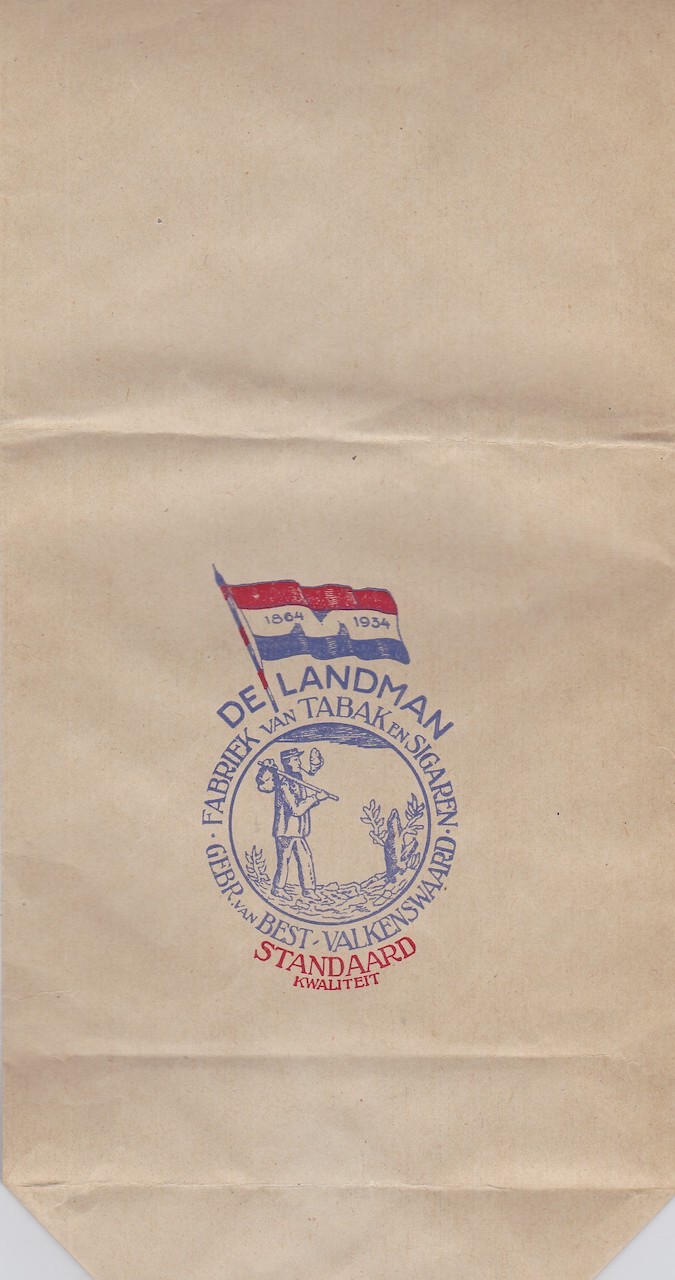 1864 1934
DE LANDMAN
· FABRIEK VAN TABAK EN SIGAREN ·
GEBR. VAN BEST - VALKENSWAARD
STANDAARD
KWALITEIT